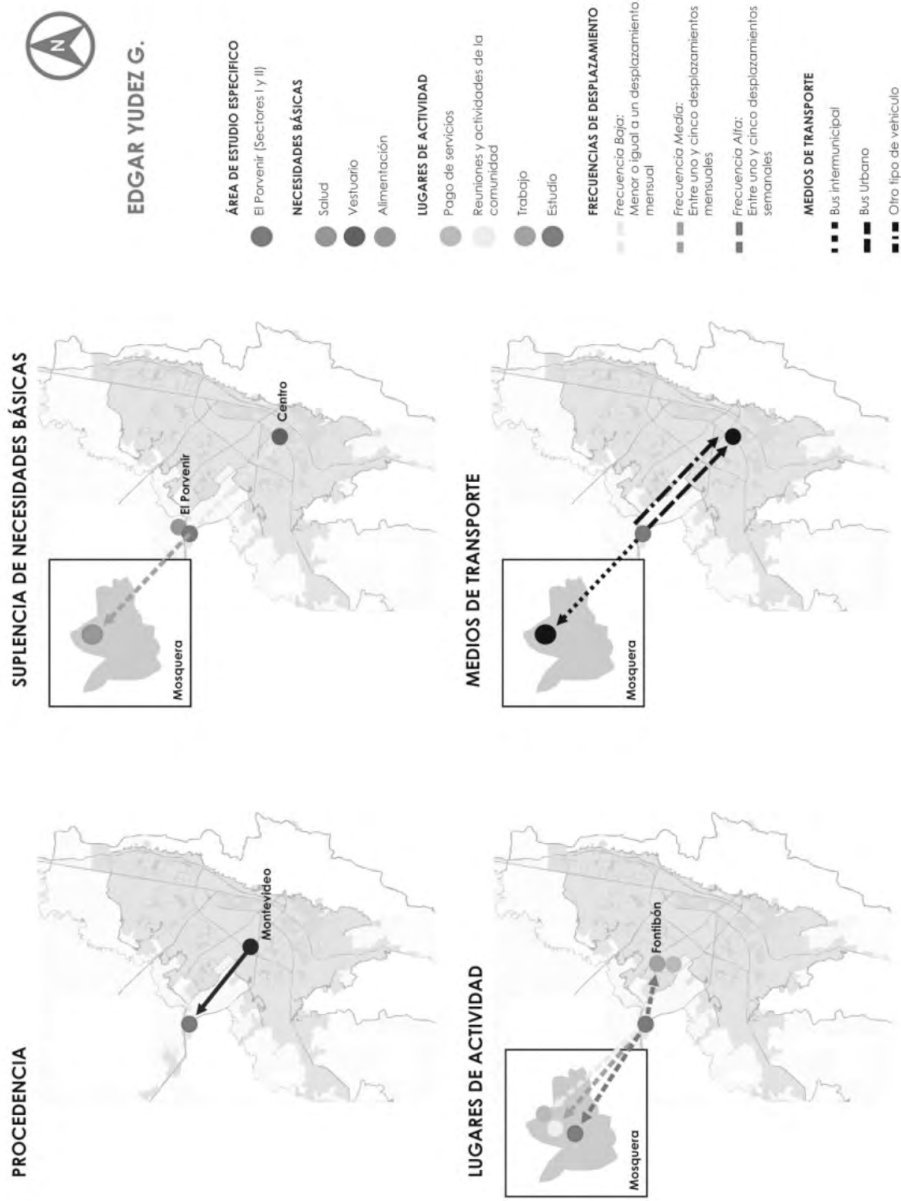 PROCEDENCIA
Montevideo
SUPLENCIA DE NECESIDADES BÁSICAS
Mosquera
El Porvenir
Centro
LUGARES DE ACTIVIDAD
Mosquera
Fontibón
MEDIOS DE TRANSPORTE
Mosquera
N
EDGAR YUDEZ G.
ÁREA DE ESTUDIO ESPECIFICO
El Porvenir (Sectores I y II)
NECESIDADES BÁSICAS
Salud
Vestuario
Alimentación
LUGARES DE ACTIVIDAD
Pago de servicios
Reuniones y actividades de la
comunidad
Trabajo
Estudio
FRECUENCIAS DE DESPLAZAMIENTO
Frecuencia Baja:
Menor o igual a un desplazamiento
mensual
Frecuencia Media:
Entre uno y cinco desplazamientos
mensuales
Frecuencia Alta:
Entre uno y cinco desplazamientos
semanales
MEDIOS DE TRANSPORTE
Bus intermunicipal
Bus Urbano
Otro tipo de vehículo